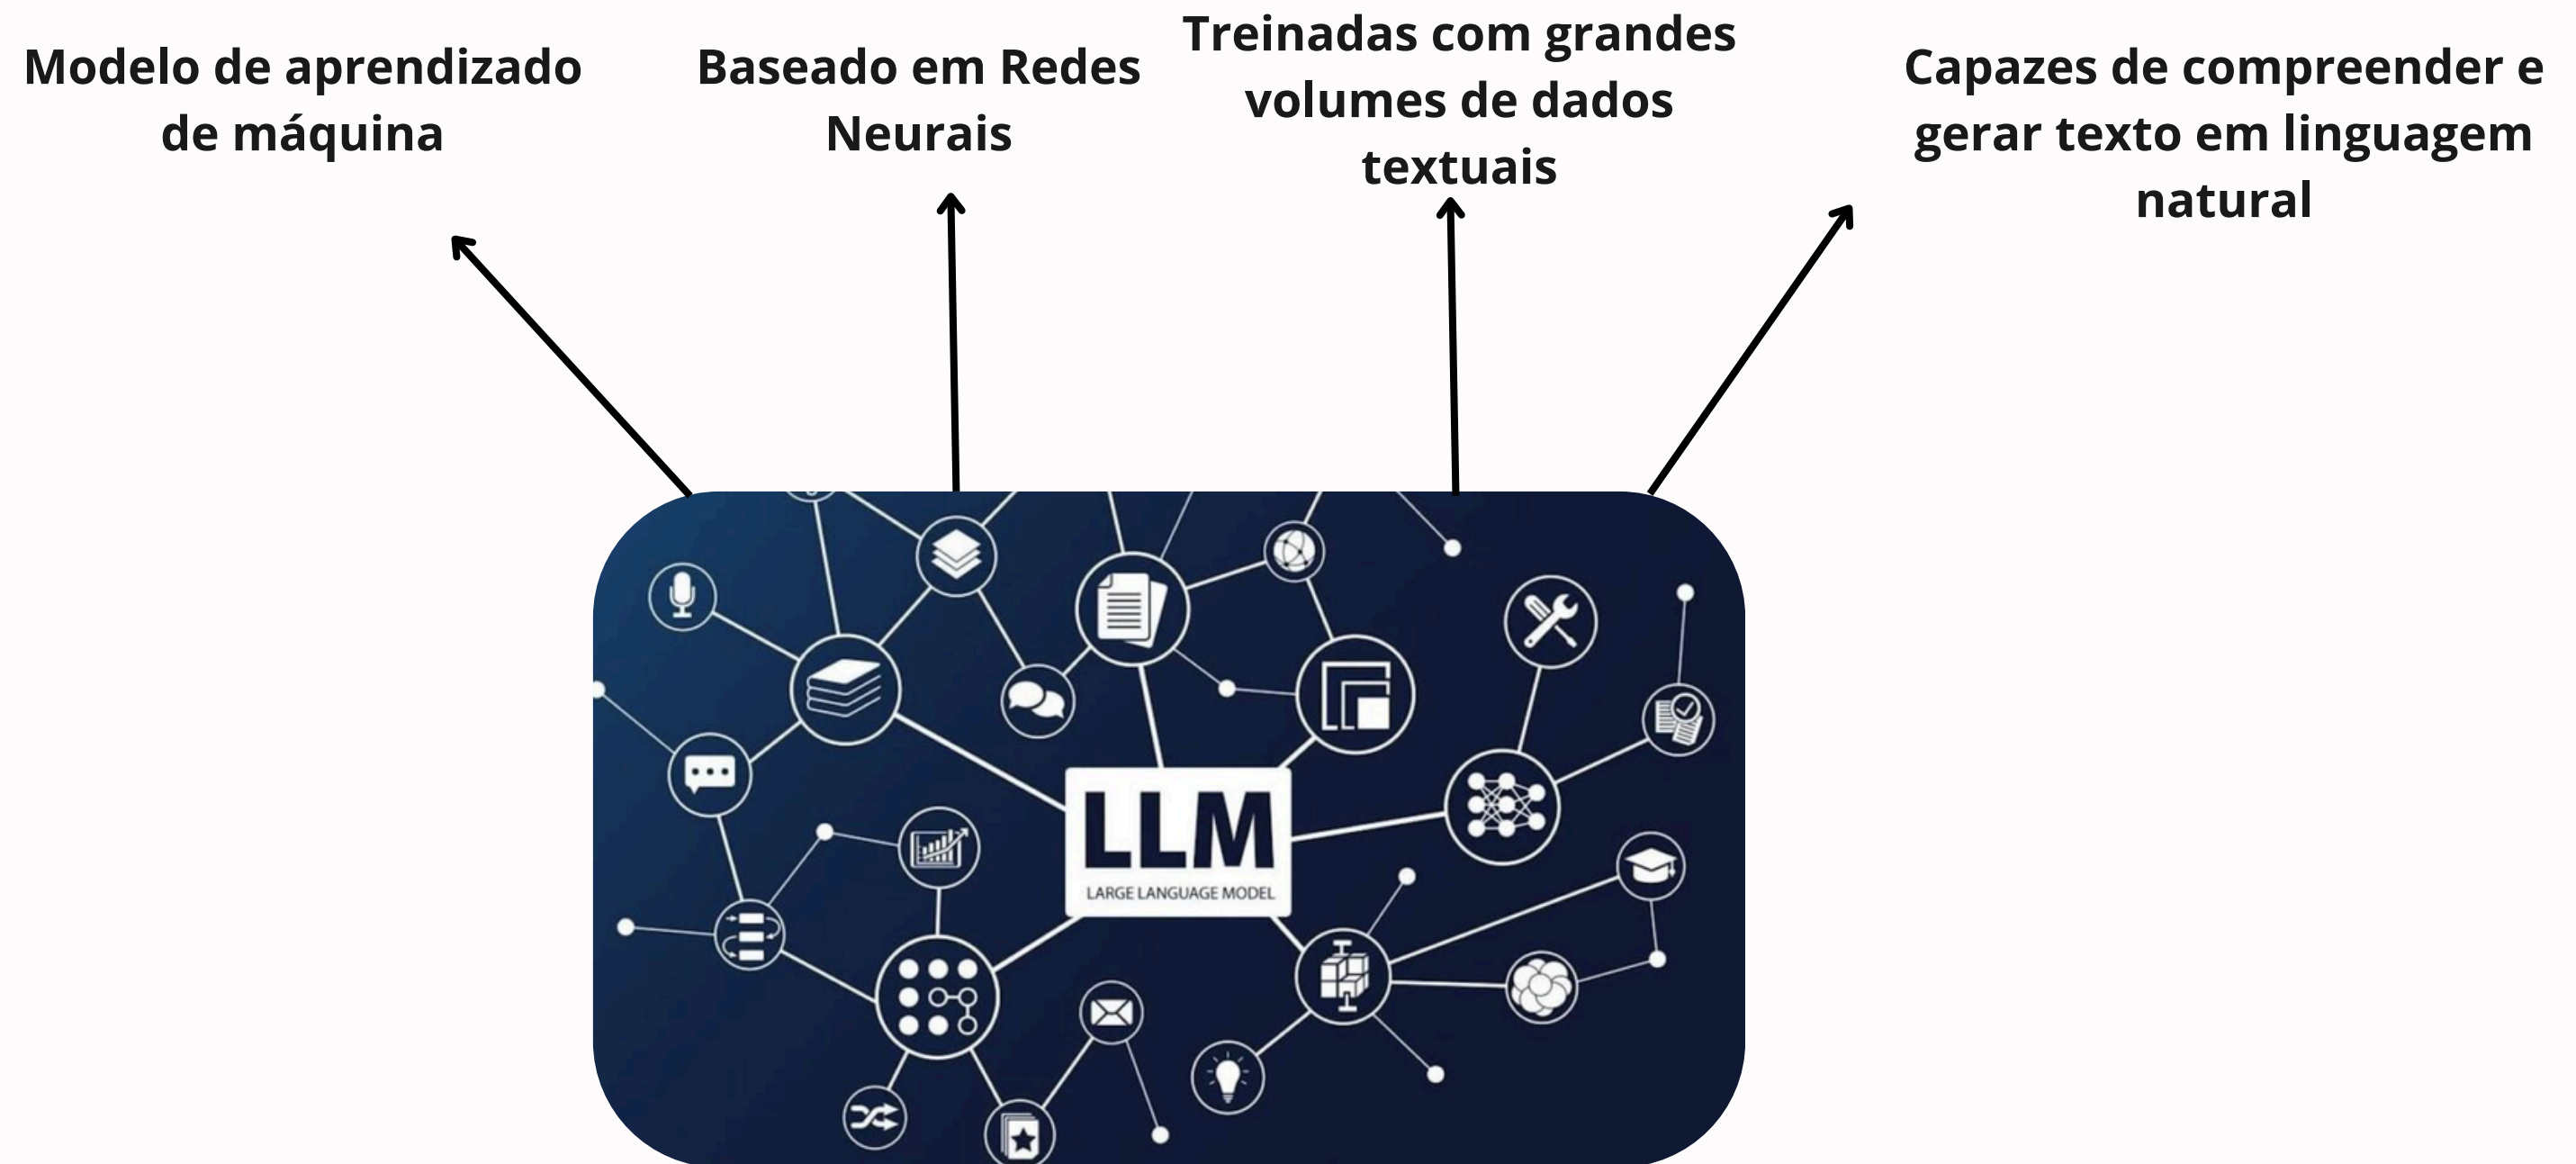 Modelo de aprendizado
de máquina
Baseado em Redes
Neurais
Treinadas com grandes
volumes de dados
textuais
Capazes de compreender e
gerar texto em linguagem
natural
LLM
LARGE LANGUAGE MODEL